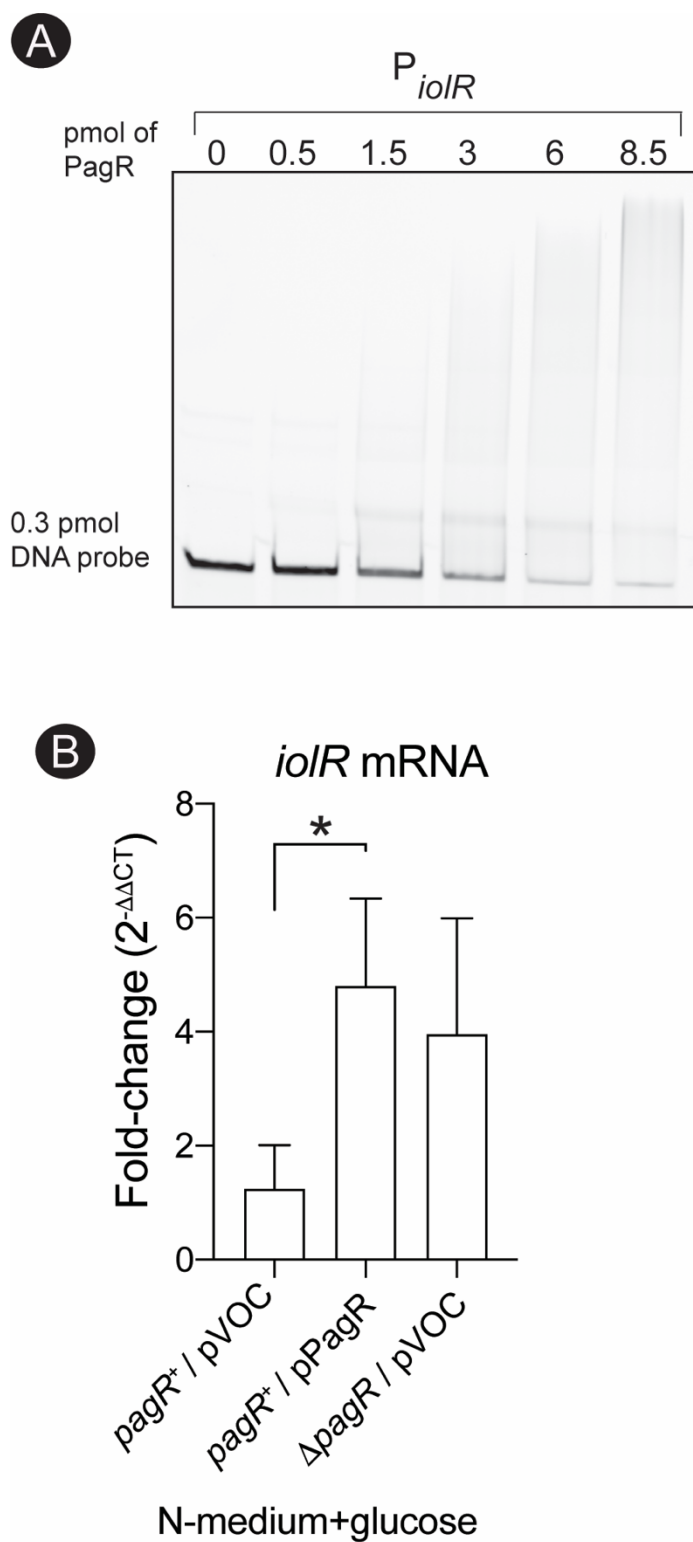 A
P iolR
pmol of
PagR
0 0.5 1.5 3 6 8.5
0.3 pmol
DNA probe
B
iolR mRNA
8
6
4
2
0
*
Fold-change (2-ΔΔCT)
pagR+ / pVOC
pagR+ / pPagR
ΔpagR / pVOC
N-medium+glucose